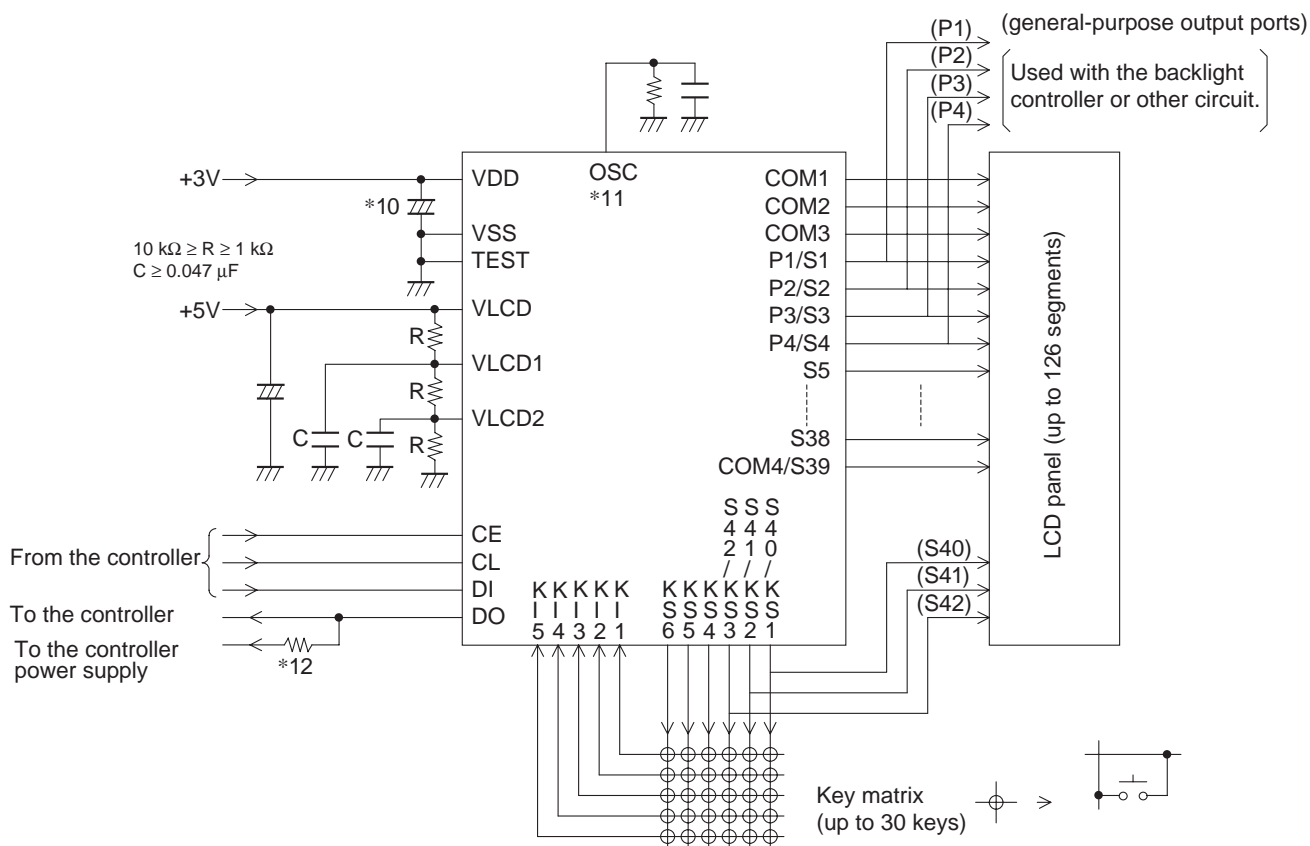 (P1) (general-purpose output ports)
(P2)
(P3)
(P4)
Used with the backlight
controller or other circuit.
+3V
*10
VDD
VSS
TEST
OSC
*11
10 kΩ ≥ R ≥ 1 kΩ
C ≥ 0.047 μF
+5V
VLCD
R
VLCD1
R
VLCD2
R
C
C
COM1
COM2
COM3
P1/S1
P2/S2
P3/S3
P4/S4
S5
S38
COM4/S39
LCD panel (up to 126 segments)
From the controller
CE
CL
DI
To the controller
DO
To the controller
power supply
*12
KI5
KI4
KI3
KI2
KI1
KS6
KS5
KS4
S42/KS3
S41/KS2
S40/KS1
(S40)
(S41)
(S42)
Key matrix
(up to 30 keys)